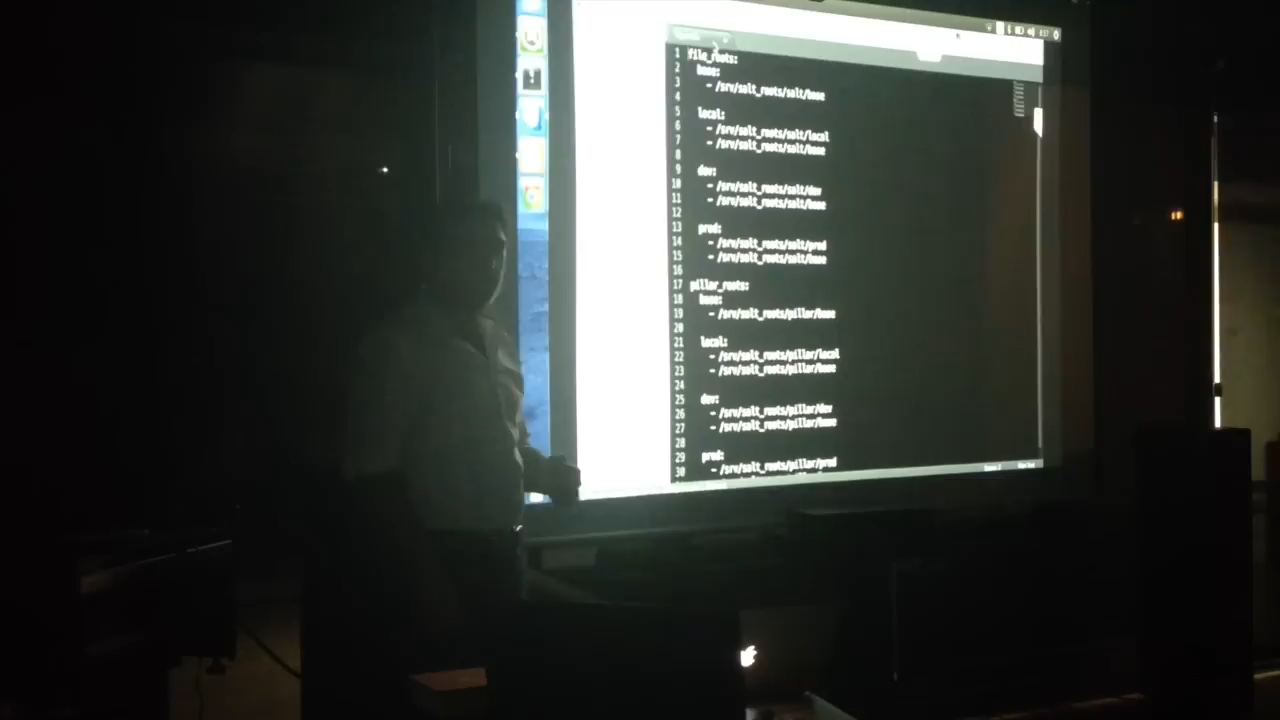 1 file_roots:
2 base:
3 - /srv/salt_roots/salt/base
4
5 local:
6 - /srv/salt_roots/salt/local
7 - /srv/salt_roots/salt/base
8
9 dev:
10 - /srv/salt_roots/salt/dev
11 - /srv/salt_roots/salt/base
12
13 prod:
14 - /srv/salt_roots/salt/prod
15 - /srv/salt_roots/salt/base
16
17 pillar_roots:
18 base:
19 - /srv/salt_roots/pillar/base
20
21 local:
22 - /srv/salt_roots/pillar/local
23 - /srv/salt_roots/pillar/base
24
25 dev:
26 - /srv/salt_roots/pillar/dev
27 - /srv/salt_roots/pillar/base
28
29 prod:
30 - /srv/salt_roots/pillar/prod